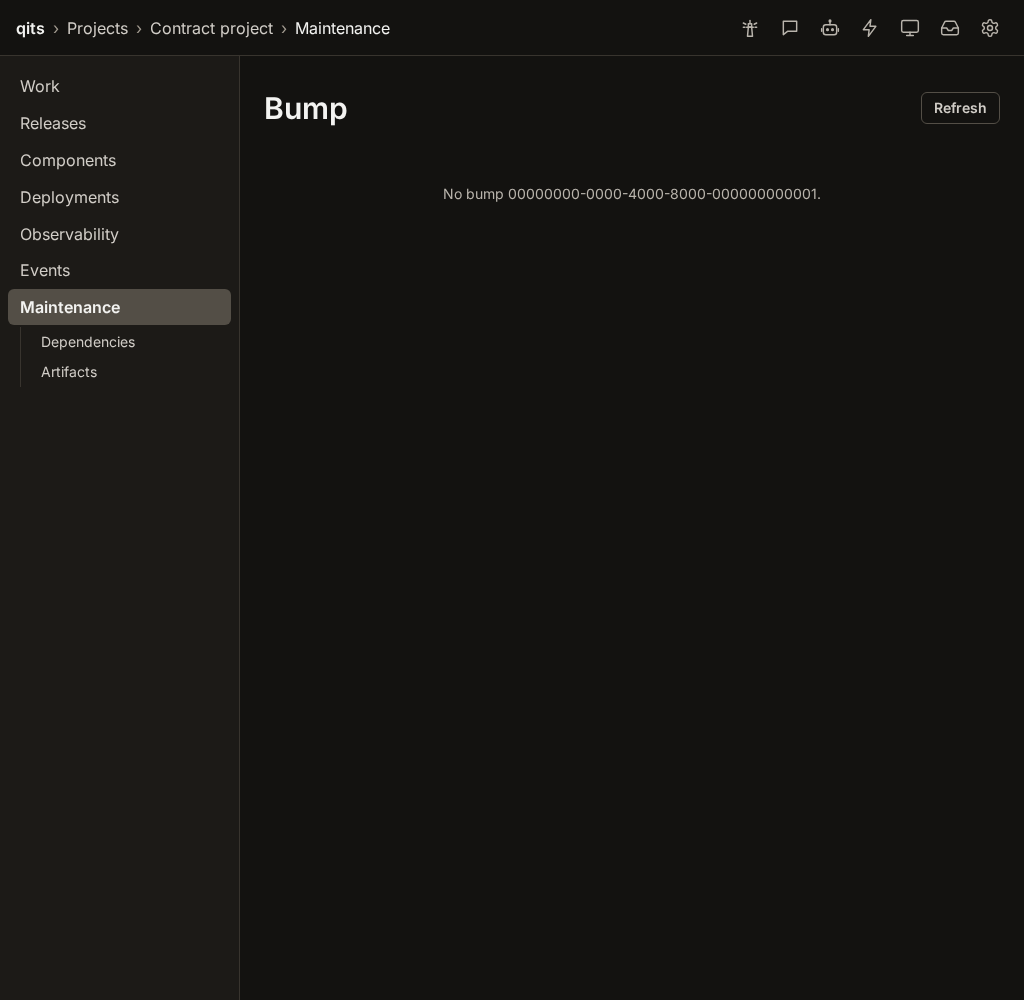 qits › Projects › Contract project › Maintenance
Work
Releases
Components
Deployments
Observability
Events
Maintenance
Dependencies
Artifacts
Bump
Refresh
No bump 00000000-0000-4000-8000-000000000001.